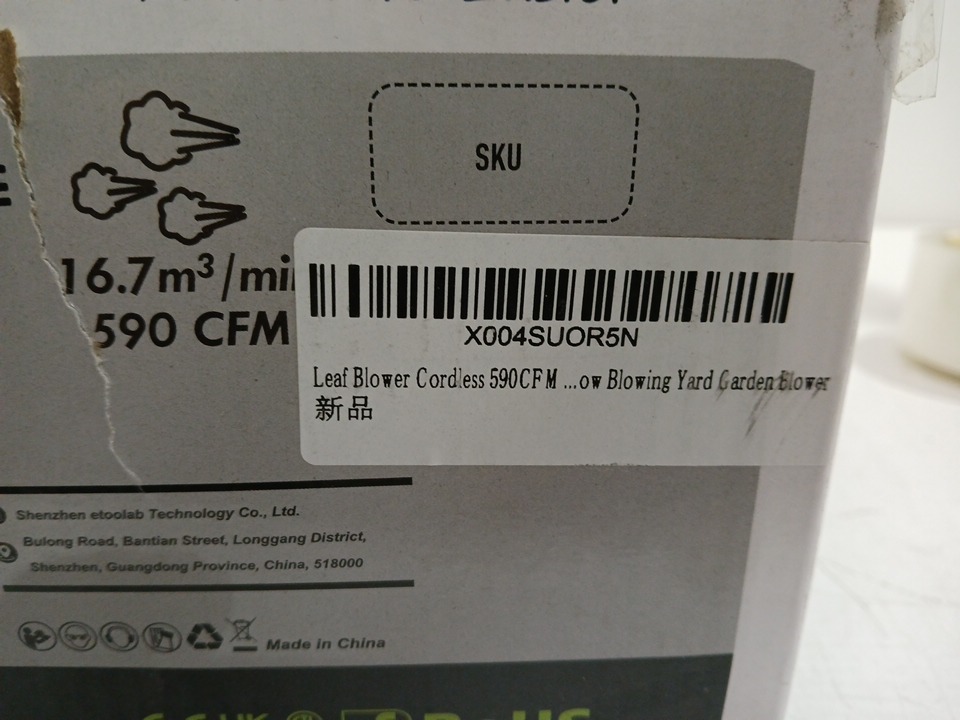 SKU
16.7m³/mi
590 CFM
X004SUOR5N
Leaf Blower Cordless 590CFM ...ow Blowing Yard Garden Blower
新品
Shenzhen etoolab Technology Co., Ltd.
Bulong Road, Bantian Street, Longgang District,
Shenzhen, Guangdong Province, China, 518000
Made in China